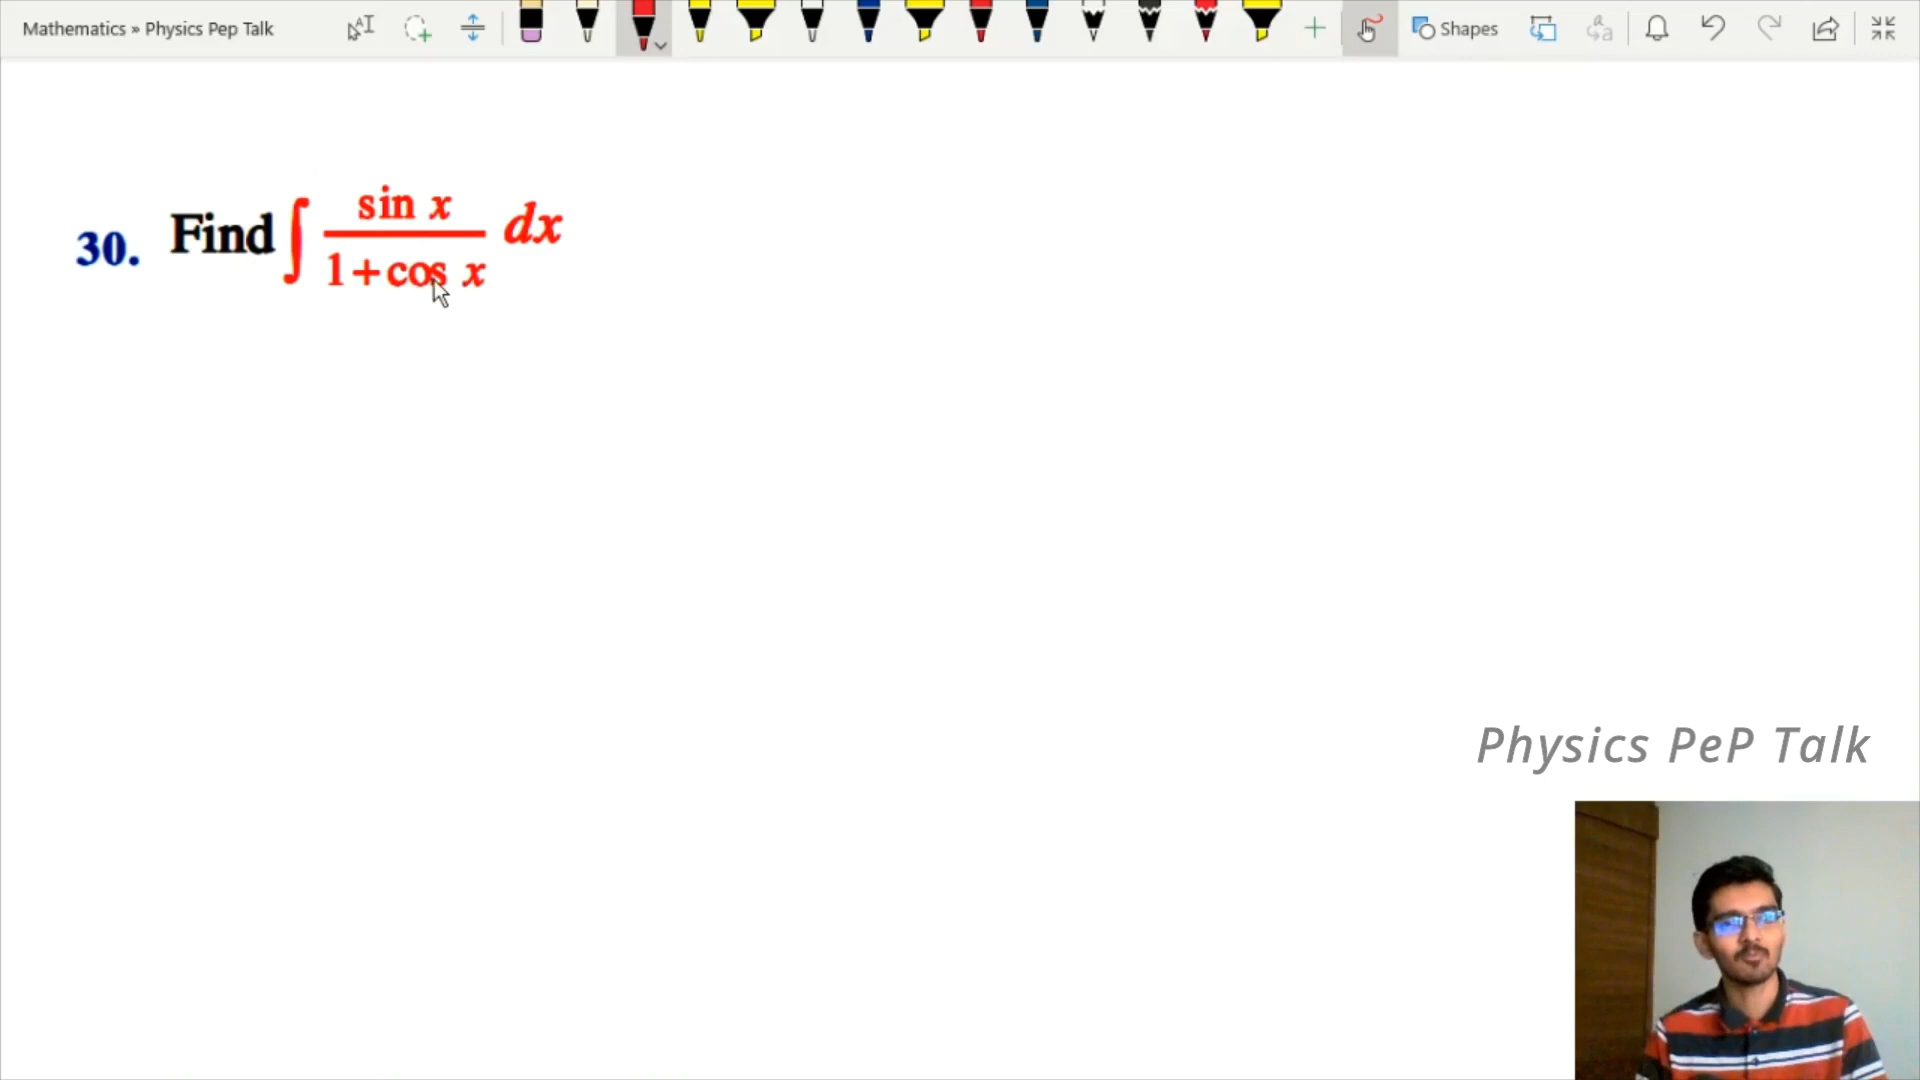 Mathematics » Physics Pep Talk
Shapes
30. Find ∫ sin x / 1+cos x dx
Physics PeP Talk